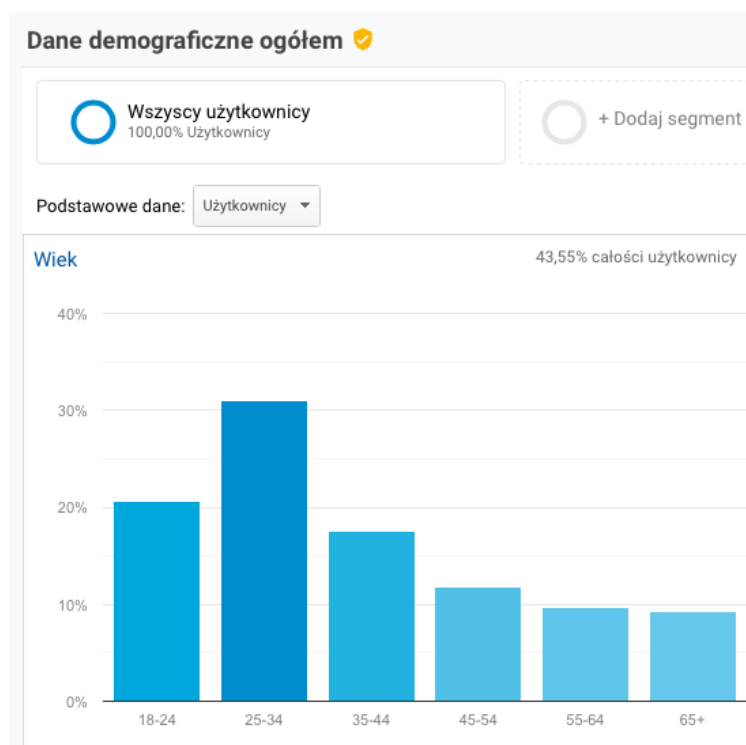 Dane demograficzne ogółem
Wszyscy użytkownicy
100,00% Użytkownicy
+ Dodaj segment
Podstawowe dane: Użytkownicy
Wiek
43,55% całości użytkownicy
40%
30%
20%
10%
0%
18-24 25-34 35-44 45-54 55-64 65+